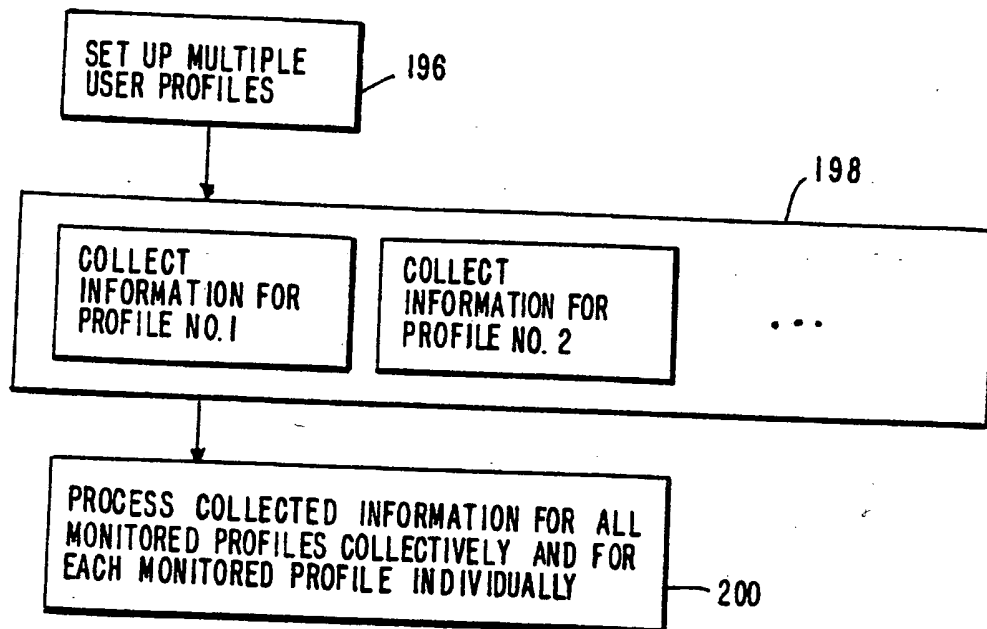 SET UP MULTIPLE
USER PROFILES
196
198
COLLECT
INFORMATION FOR
PROFILE NO. 1
COLLECT
INFORMATION FOR
PROFILE NO. 2
...
PROCESS COLLECTED INFORMATION FOR ALL
MONITORED PROFILES COLLECTIVELY AND FOR
EACH MONITORED PROFILE INDIVIDUALLY
200